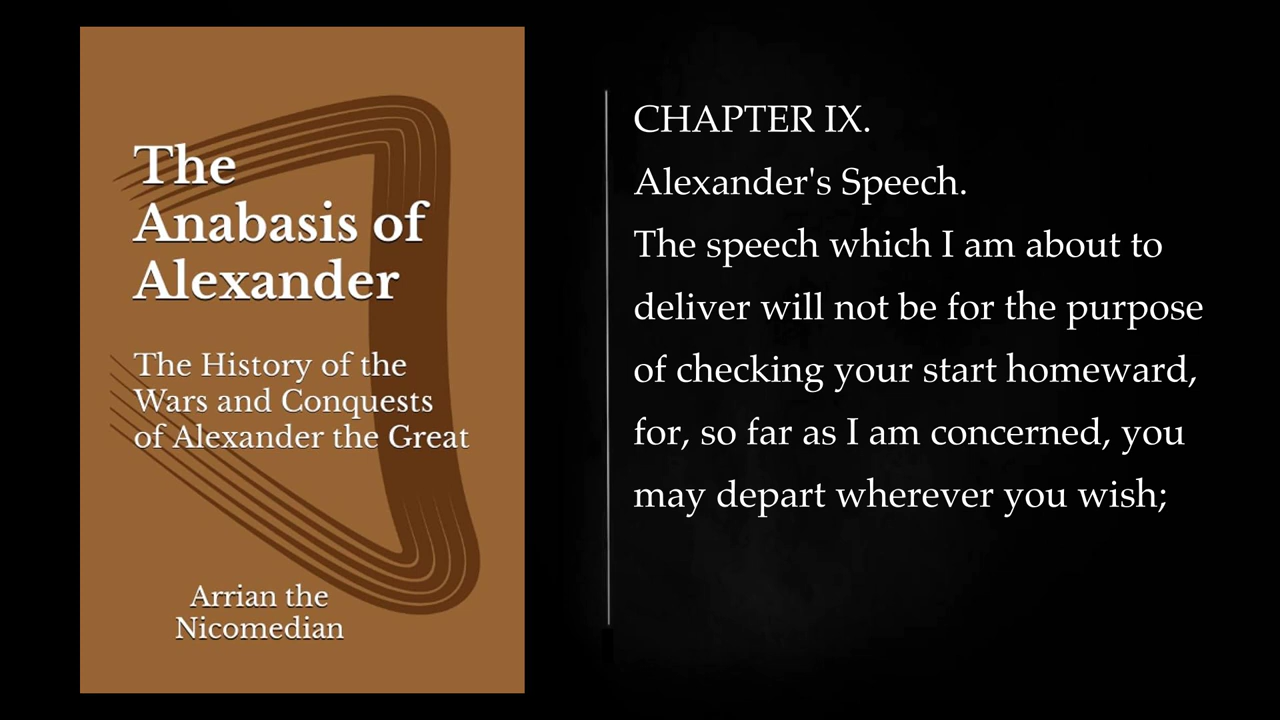 The
Anabasis of
Alexander
The History of the
Wars and Conquests
of Alexander the Great
Arrian the
Nicomedian
CHAPTER IX.
Alexander's Speech.
The speech which I am about to
deliver will not be for the purpose
of checking your start homeward,
for, so far as I am concerned, you
may depart wherever you wish;